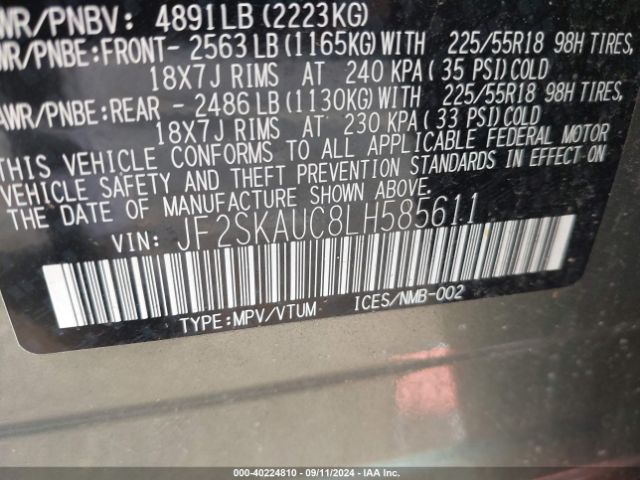 WR/PNBV: 4891LB(2223KG)
WR/PNBE:FRONT- 2563 LB(1165KG)WITH 225/55R18 98H TIRES,
18X7J RIMS AT 240 KPA( 35 PSI)COLD
AWR/PNBE:REAR - 2486 LB(1130KG)WITH 225/55R18 98H TIRES,
18X7J RIMS AT 230 KPA( 33 PSI)COLD
THIS VEHICLE CONFORMS TO ALL APPLICABLE FEDERAL MOTOR
VEHICLE SAFETY AND THEFT PREVENTION STANDARDS IN EFFECT ON
THE DATE OF MANUFACTURE SHOWN ABOVE.
VIN: JF2SKAUC8LH585611
TYPE:MPV/VTUM ICES/NMB-002
000-40224810 - 09/11/2024 - IAA Inc.